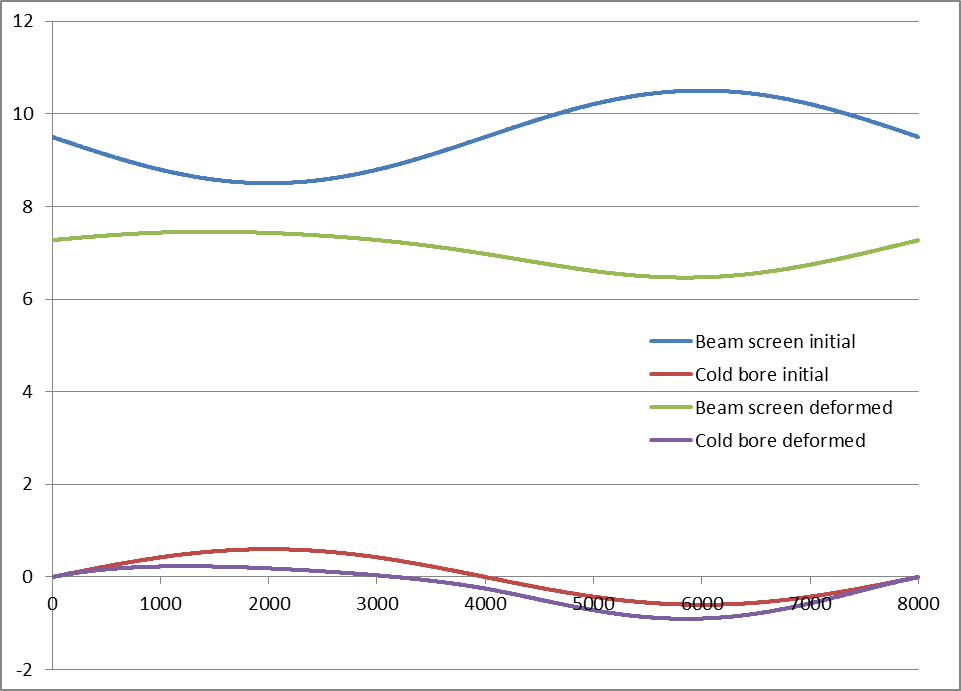 12
10
8
6
4
2
0
-2
0 1000 2000 3000 4000 5000 6000 7000 8000
Beam screen initial
Cold bore initial
Beam screen deformed
Cold bore deformed